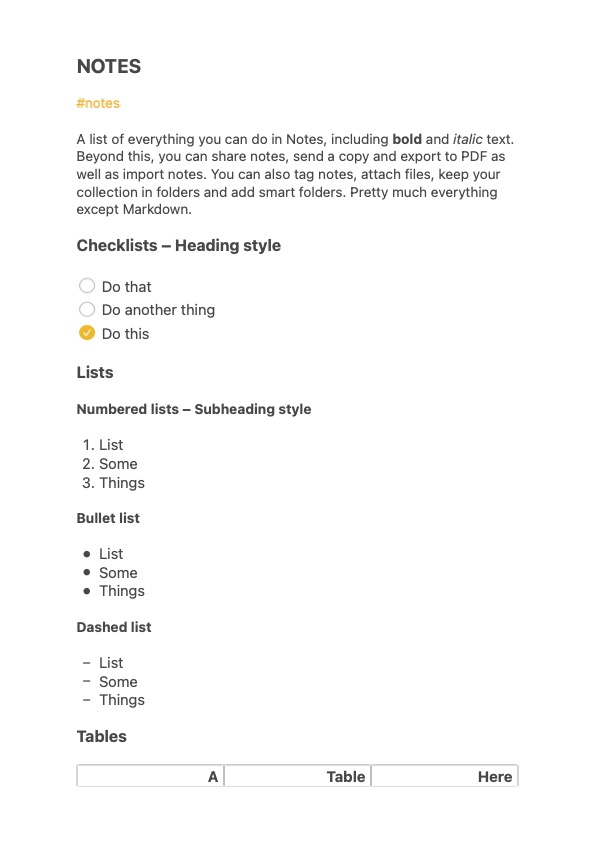 NOTES
#notes
A list of everything you can do in Notes, including bold and italic text.
Beyond this, you can share notes, send a copy and export to PDF as
well as import notes. You can also tag notes, attach files, keep your
collection in folders and add smart folders. Pretty much everything
except Markdown.
Checklists – Heading style
Do that
Do another thing
Do this
Lists
Numbered lists – Subheading style
1. List
2. Some
3. Things
Bullet list
• List
• Some
• Things
Dashed list
– List
– Some
– Things
Tables
A Table Here